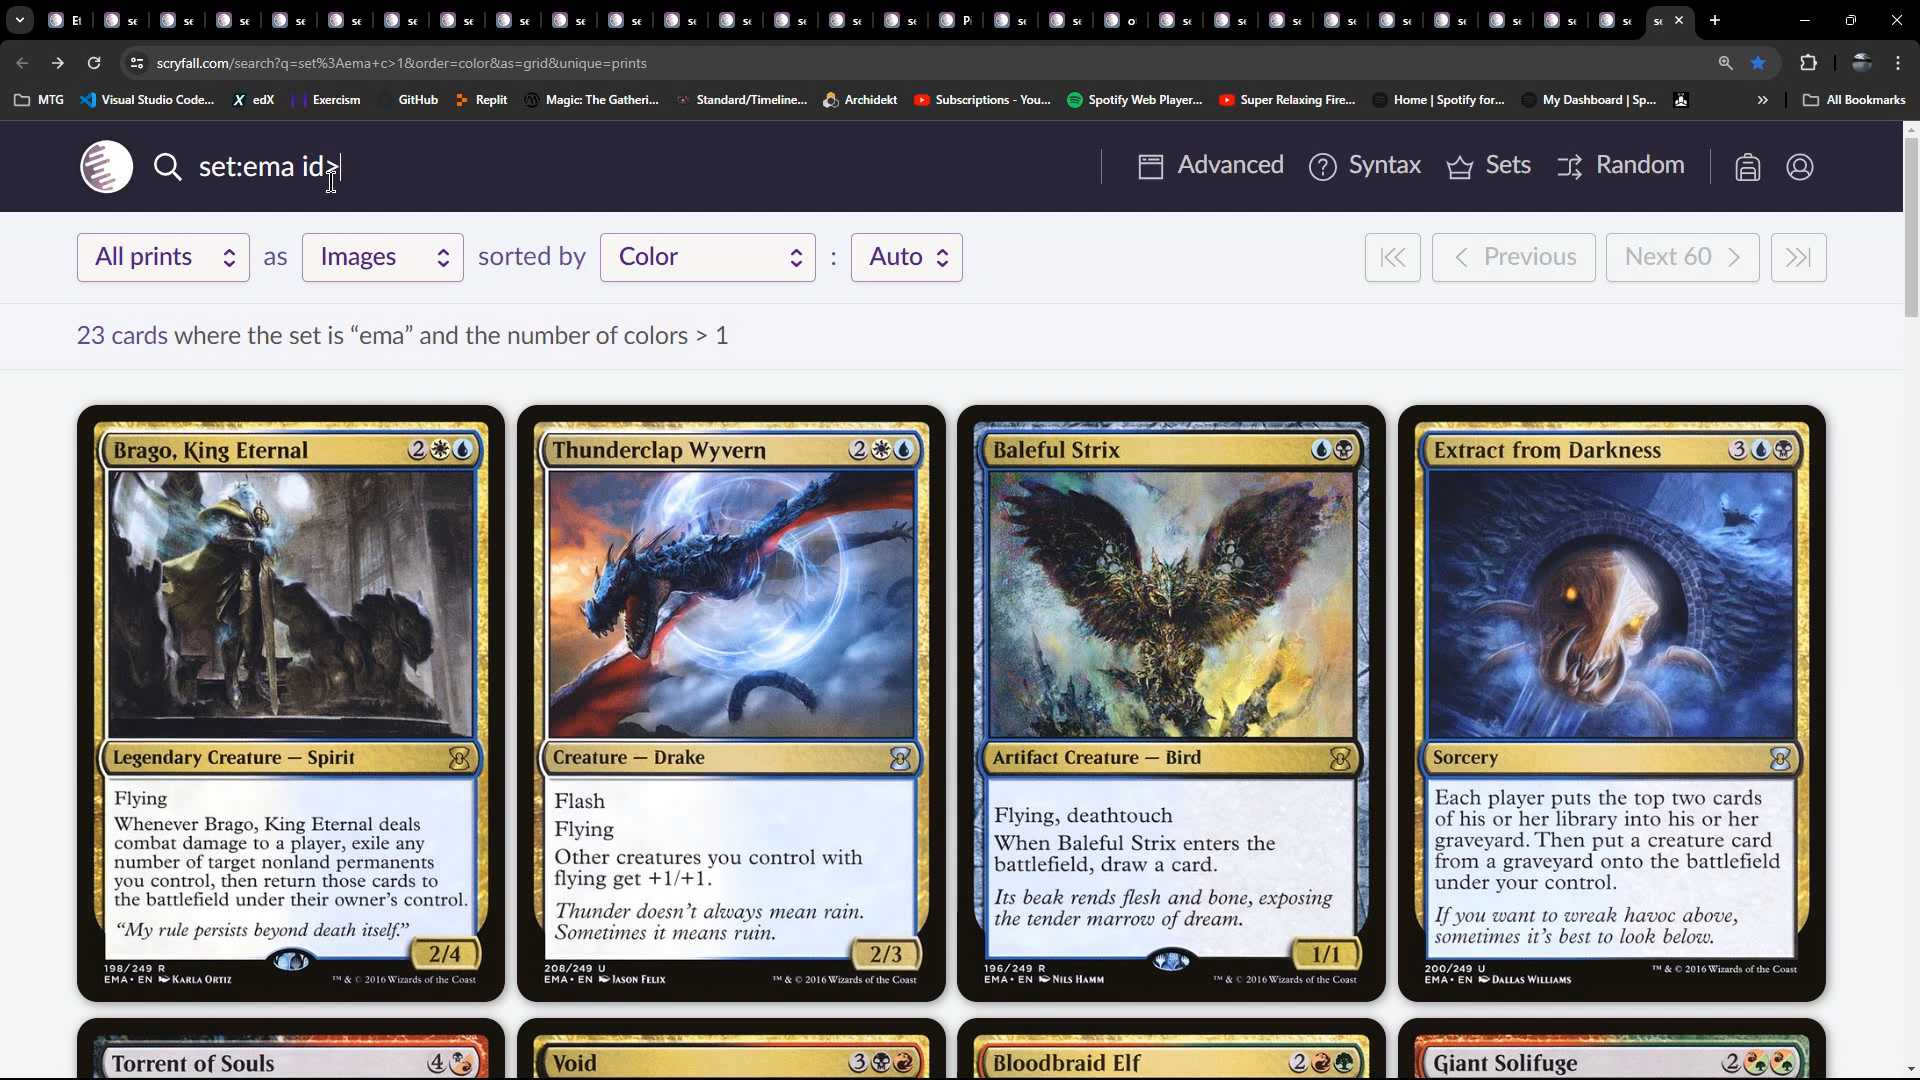 scryfall.com/search?q=set%3Aema+c>1&order=color&as=grid&unique=prints
MTG
Visual Studio Code...
edX
Exercism
GitHub
Replit
Magic: The Gatheri...
Standard/Timeline...
Archidekt
Subscriptions - You...
Spotify Web Player...
Super Relaxing Fire...
Home | Spotify for...
My Dashboard | Sp...
»
All Bookmarks
set:ema id>
Advanced
Syntax
Sets
Random
All prints
as
Images
sorted by
Color
:
Auto
Previous
Next 60
23 cards where the set is “ema” and the number of colors > 1
Brago, King Eternal 2
Legendary Creature — Spirit
Flying
Whenever Brago, King Eternal deals
combat damage to a player, exile any
number of target nonland permanents
you control, then return those cards to
the battlefield under their owner's control.
“My rule persists beyond death itself.”
2/4
198/249 R
EMA • EN Karla Ortiz
™ & © 2016 Wizards of the Coast
Thunderclap Wyvern 2
Creature — Drake
Flash
Flying
Other creatures you control with
flying get +1/+1.
Thunder doesn't always mean rain.
Sometimes it means ruin.
2/3
208/249 U
EMA • EN Jason Felix
™ & © 2016 Wizards of the Coast
Baleful Strix
Artifact Creature — Bird
Flying, deathtouch
When Baleful Strix enters the
battlefield, draw a card.
Its beak rends flesh and bone, exposing
the tender marrow of dream.
1/1
196/249 R
EMA • EN Nils Hamm
™ & © 2016 Wizards of the Coast
Extract from Darkness 3
Sorcery
Each player puts the top two cards
of his or her library into his or her
graveyard. Then put a creature card
from a graveyard onto the battlefield
under your control.
If you want to wreak havoc above,
sometimes it's best to look below.
200/249 U
EMA • EN Dallas Williams
™ & © 2016 Wizards of the Coast
Torrent of Souls 4
Void 3
Bloodbraid Elf 2
Giant Solifuge 2